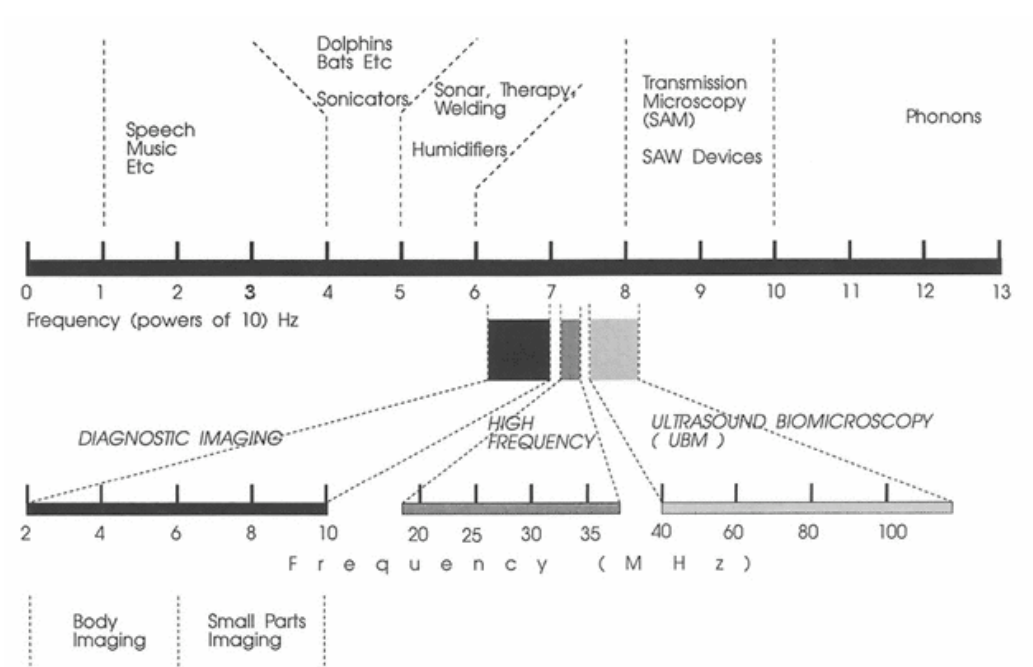 Dolphins
Bats Etc
Sonicators
Sonar, Therapy,
Welding
Humidifiers
Speech
Music
Etc
Transmission
Microscopy
(SAM)
SAW Devices
Phonons
0 1 2 3 4 5 6 7 8 9 10 11 12 13
Frequency (powers of 10) Hz
DIAGNOSTIC IMAGING
HIGH
FREQUENCY
ULTRASOUND BIOMICROSCOPY
( UBM )
2 4 6 8 10 20 25 30 35 40 60 80 100
Frequency (MHz)
Body
Imaging
Small Parts
Imaging